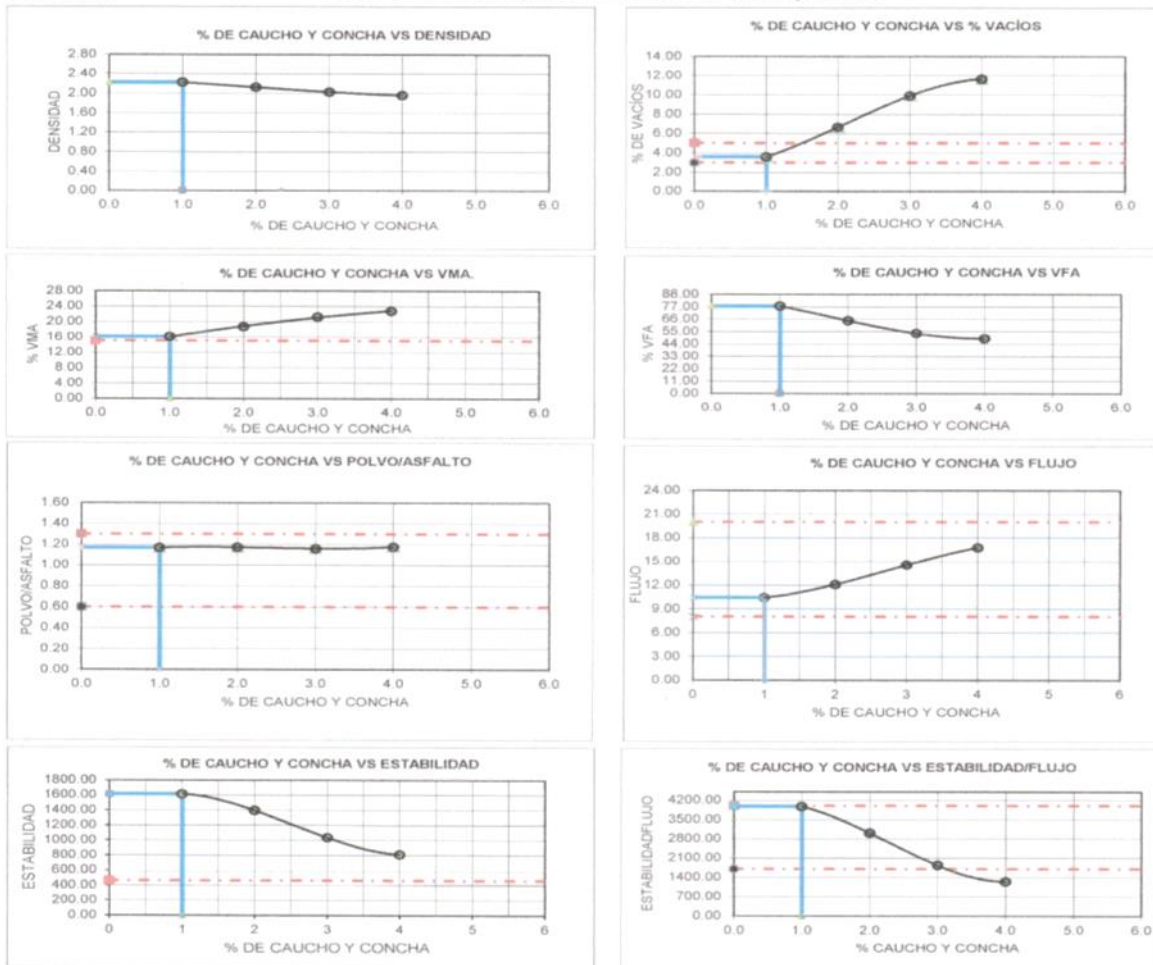 % DE CAUCHO Y CONCHA VS DENSIDAD
2.80
2.40
2.00
1.60
1.20
0.80
0.40
0.00
DENSIDAD
0.0 1.0 2.0 3.0 4.0 5.0 6.0
% DE CAUCHO Y CONCHA
% DE CAUCHO Y CONCHA VS % VACÍOS
14.00
12.00
10.00
8.00
6.00
4.00
2.00
0.00
% DE VACÍOS
0.0 1.0 2.0 3.0 4.0 5.0 6.0
% DE CAUCHO Y CONCHA
% DE CAUCHO Y CONCHA VS VMA.
28.00
24.00
20.00
16.00
12.00
8.00
4.00
0.00
% VMA
0.0 1.0 2.0 3.0 4.0 5.0 6.0
% DE CAUCHO Y CONCHA
% DE CAUCHO Y CONCHA VS VFA
88.00
77.00
66.00
55.00
44.00
33.00
22.00
11.00
0.00
% VFA
0.0 1.0 2.0 3.0 4.0 5.0 6.0
% DE CAUCHO Y CONCHA
% DE CAUCHO Y CONCHA VS POLVO/ASFALTO
1.60
1.40
1.20
1.00
0.80
0.60
0.40
0.20
0.00
POLVO/ASFALTO
0.0 1.0 2.0 3.0 4.0 5.0 6.0
% DE CAUCHO Y CONCHA
% DE CAUCHO Y CONCHA VS FLUJO
24.00
21.00
18.00
15.00
12.00
9.00
6.00
3.00
0.00
FLUJO
0 1 2 3 4 5 6
% DE CAUCHO Y CONCHA
% DE CAUCHO Y CONCHA VS ESTABILIDAD
1800.00
1600.00
1400.00
1200.00
1000.00
800.00
600.00
400.00
200.00
0.00
ESTABILIDAD
0 1 2 3 4 5 6
% DE CAUCHO Y CONCHA
% DE CAUCHO Y CONCHA VS ESTABILIDAD/FLUJO
4200.00
3500.00
2800.00
2100.00
1400.00
700.00
0.00
ESTABILIDADFLUJO
0.0 1.0 2.0 3.0 4.0 5.0 6.0
% CAUCHO Y CONCHA